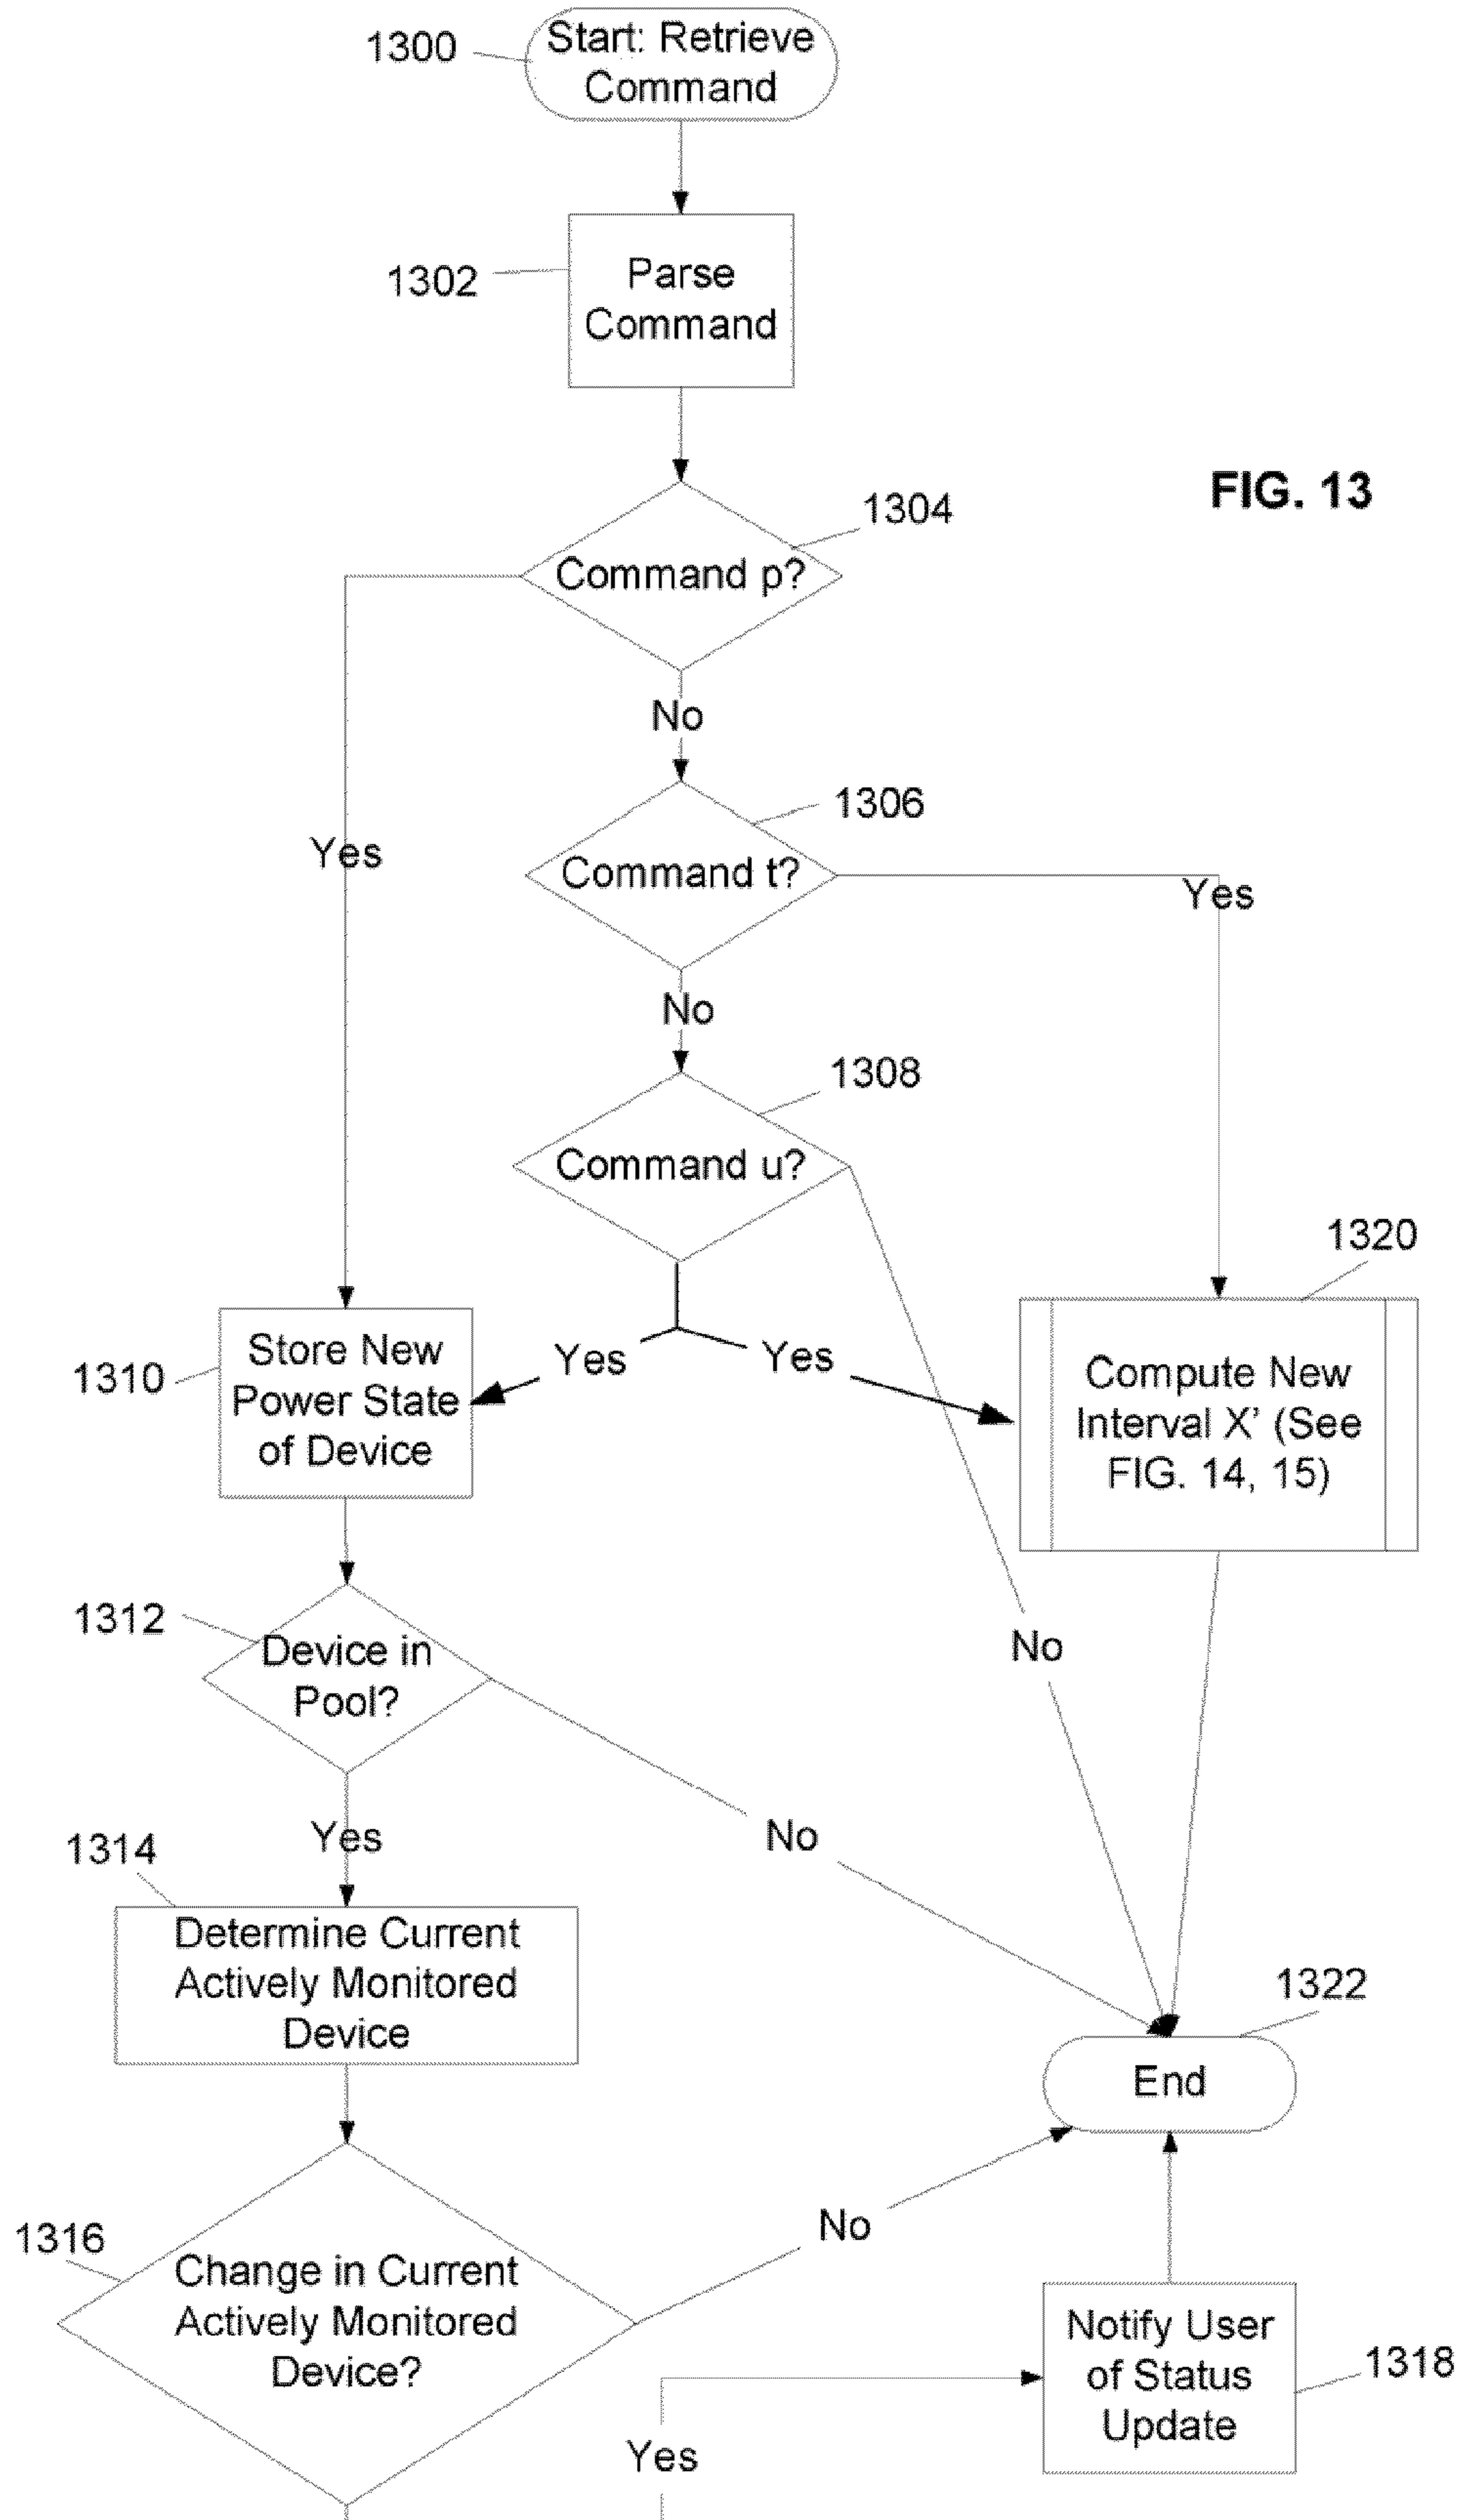 1300
Start: Retrieve
Command
1302
Parse
Command
FIG. 13
1304
Command p?
No
Yes
1306
Command t?
Yes
No
1308
Command u?
1320
Yes
Yes
1310
Store New
Power State
of Device
Compute New
Interval X’ (See
FIG. 14, 15)
1312
Device in
Pool?
No
No
Yes
1314
Determine Current
Actively Monitored
Device
1322
End
No
1316
Change in Current
Actively Monitored
Device?
Notify User
of Status
Update
1318
Yes